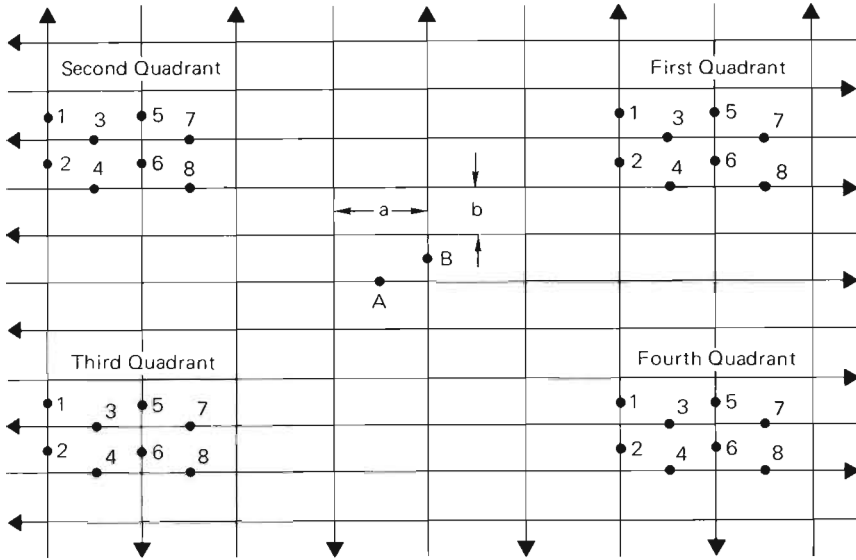 Second Quadrant
First Quadrant
1 3 5 7
1 3 5 7
2 4 6 8
2 4 6 8
a b
B
A
Third Quadrant
Fourth Quadrant
1 3 5 7
1 3 5 7
2 4 6 8
2 4 6 8